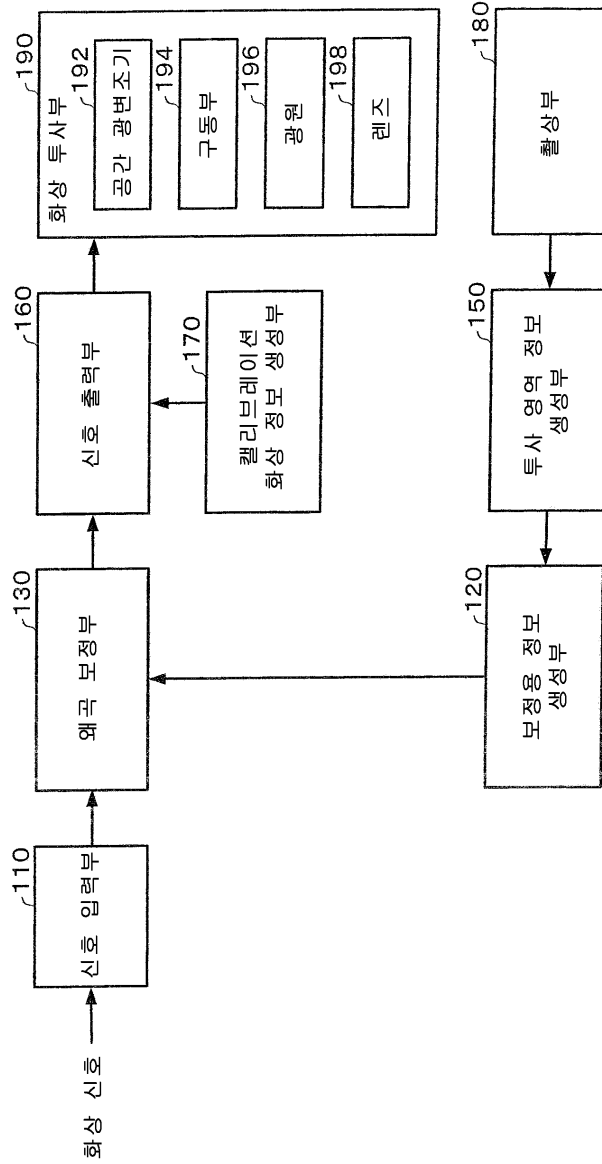 화상 신호
110
신호 입력부
130
왜곡 보정부
160
신호 출력부
170
캘리브레이션
화상 정보 생성부
190
화상 투사부
192
공간 광변조기
194
구동부
196
광원
198
렌즈
180
촬상부
150
투사 영역 정보
생성부
120
보정용 정보
생성부